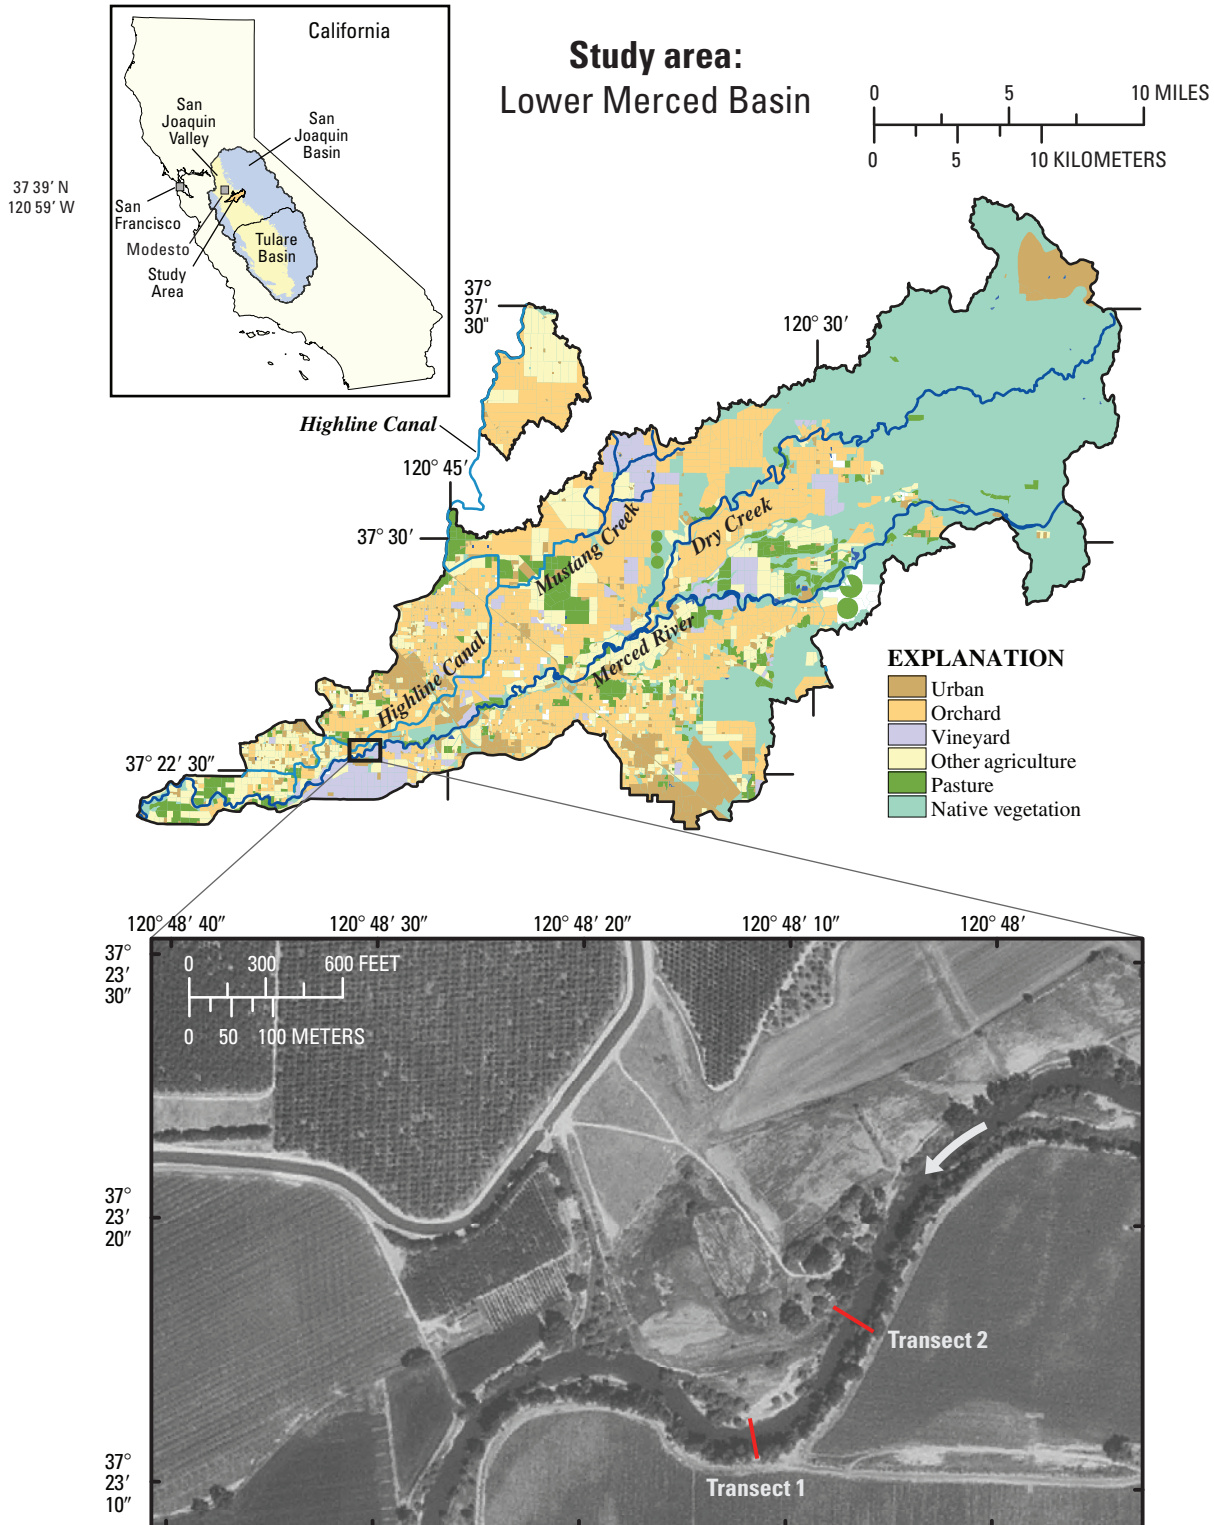 California
San
Joaquin
Valley
San
Joaquin
Basin
37 39′ N
120 59′ W
San
Francisco
Modesto
Study
Area
Tulare
Basin
Study area:
Lower Merced Basin
0 5 10 MILES
0 5 10 KILOMETERS
37°
37′
30″
120° 30′
Highline Canal
120° 45′
37° 30′
Mustang Creek
Dry Creek
Merced River
Highline Canal
37° 22′ 30″
EXPLANATION
Urban
Orchard
Vineyard
Other agriculture
Pasture
Native vegetation
120° 48′ 40″ 120° 48′ 30″ 120° 48′ 20″ 120° 48′ 10″ 120° 48′
37°
23′
30″
0 300 600 FEET
0 50 100 METERS
37°
23′
20″
Transect 2
37°
23′
10″
Transect 1